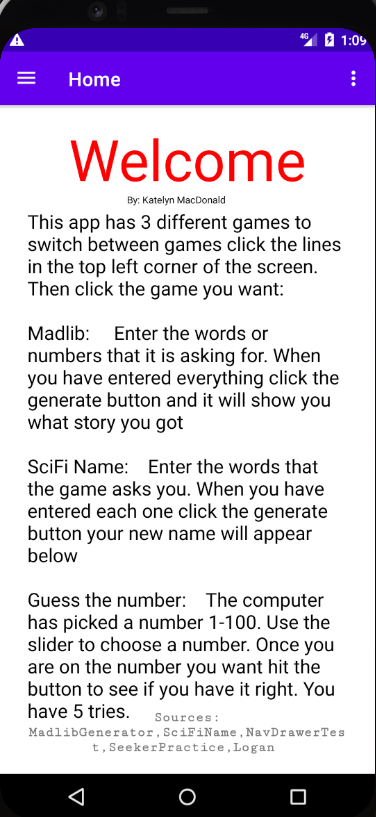 4G 1:09
Home
Welcome
By: Katelyn MacDonald
This app has 3 different games to
switch between games click the lines
in the top left corner of the screen.
Then click the game you want:
Madlib: Enter the words or
numbers that it is asking for. When
you have entered everything click the
generate button and it will show you
what story you got
SciFi Name: Enter the words that
the game asks you. When you have
entered each one click the generate
button your new name will appear
below
Guess the number: The computer
has picked a number 1-100. Use the
slider to choose a number. Once you
are on the number you want hit the
button to see if you have it right. You
have 5 tries.
Sources:
MadlibGenerator,SciFiName,NavDrawerTes
t,SeekerPractice,Logan